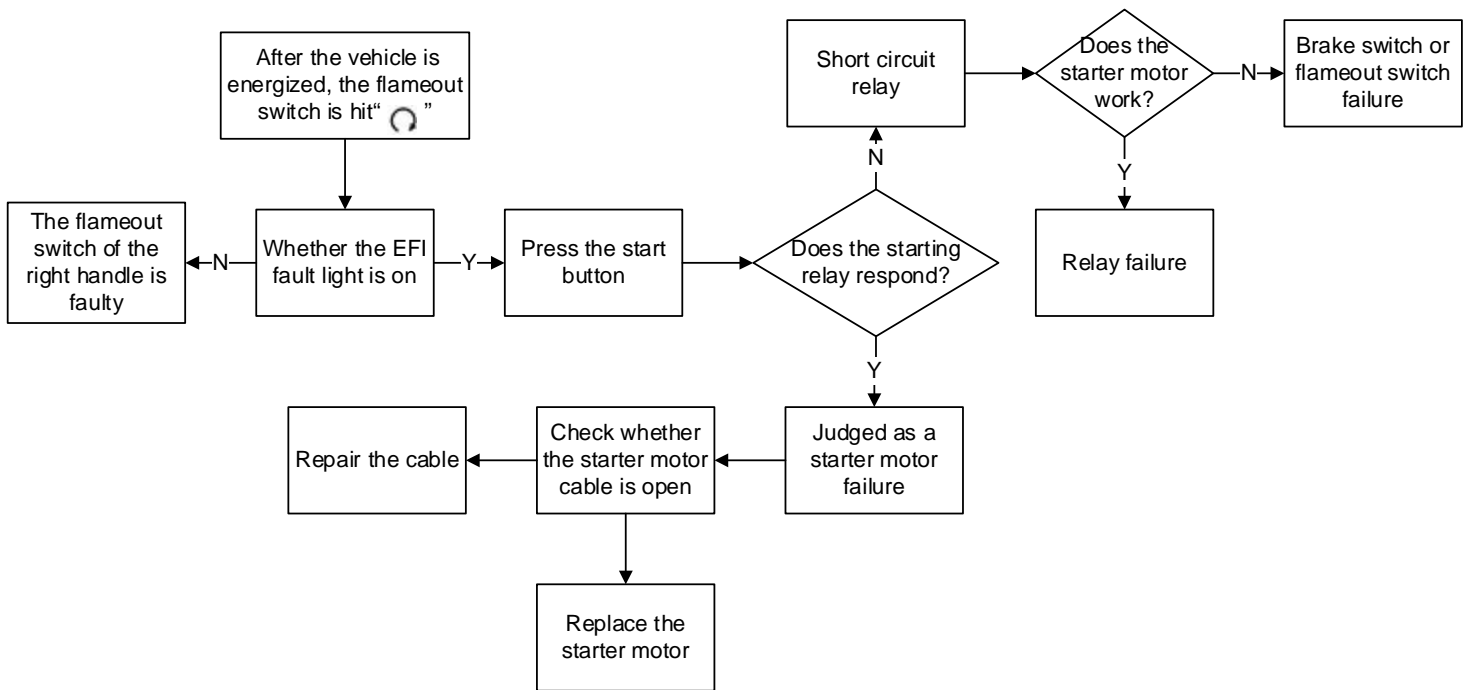 After the vehicle is
energized, the flameout
switch is hit“ ”
Short circuit
relay
Does the
starter motor
work?
N
Brake switch or
flameout switch
failure
N
Y
The flameout
switch of the
right handle is
faulty
N
Whether the EFI
fault light is on
Y
Press the start
button
Does the starting
relay respond?
Relay failure
Y
Repair the cable
Check whether
the starter motor
cable is open
Judged as a
starter motor
failure
Replace the
starter motor